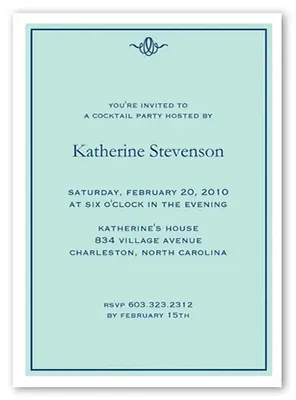 YOU'RE INVITED TO
A COCKTAIL PARTY HOSTED BY
Katherine Stevenson
SATURDAY, FEBRUARY 20, 2010
AT SIX O'CLOCK IN THE EVENING
KATHERINE'S HOUSE
834 VILLAGE AVENUE
CHARLESTON, NORTH CAROLINA
RSVP 603.323.2312
BY FEBRUARY 15TH